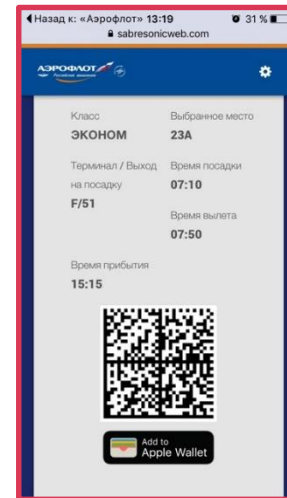 Назад к: «Аэрофлот» 13:19 31 %
sabresonicweb.com
АЭРОФЛОТ
Российские авиалинии
Класс Выбранное место
ЭКОНОМ 23A
Терминал / Выход Время посадки
на посадку 07:10
F/51
Время вылета
07:50
Время прибытия
15:15
Add to
Apple Wallet